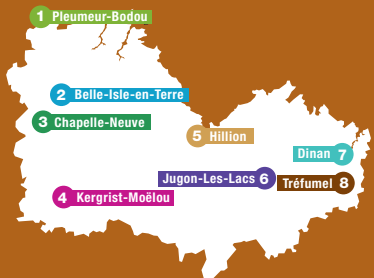 1 Pleumeur-Bodou
2 Belle-Isle-en-Terre
3 Chapelle-Neuve
5 Hillion
Dinan 7
Jugon-Les-Lacs 6
Tréfumel 8
4 Kergrist-Moëlou